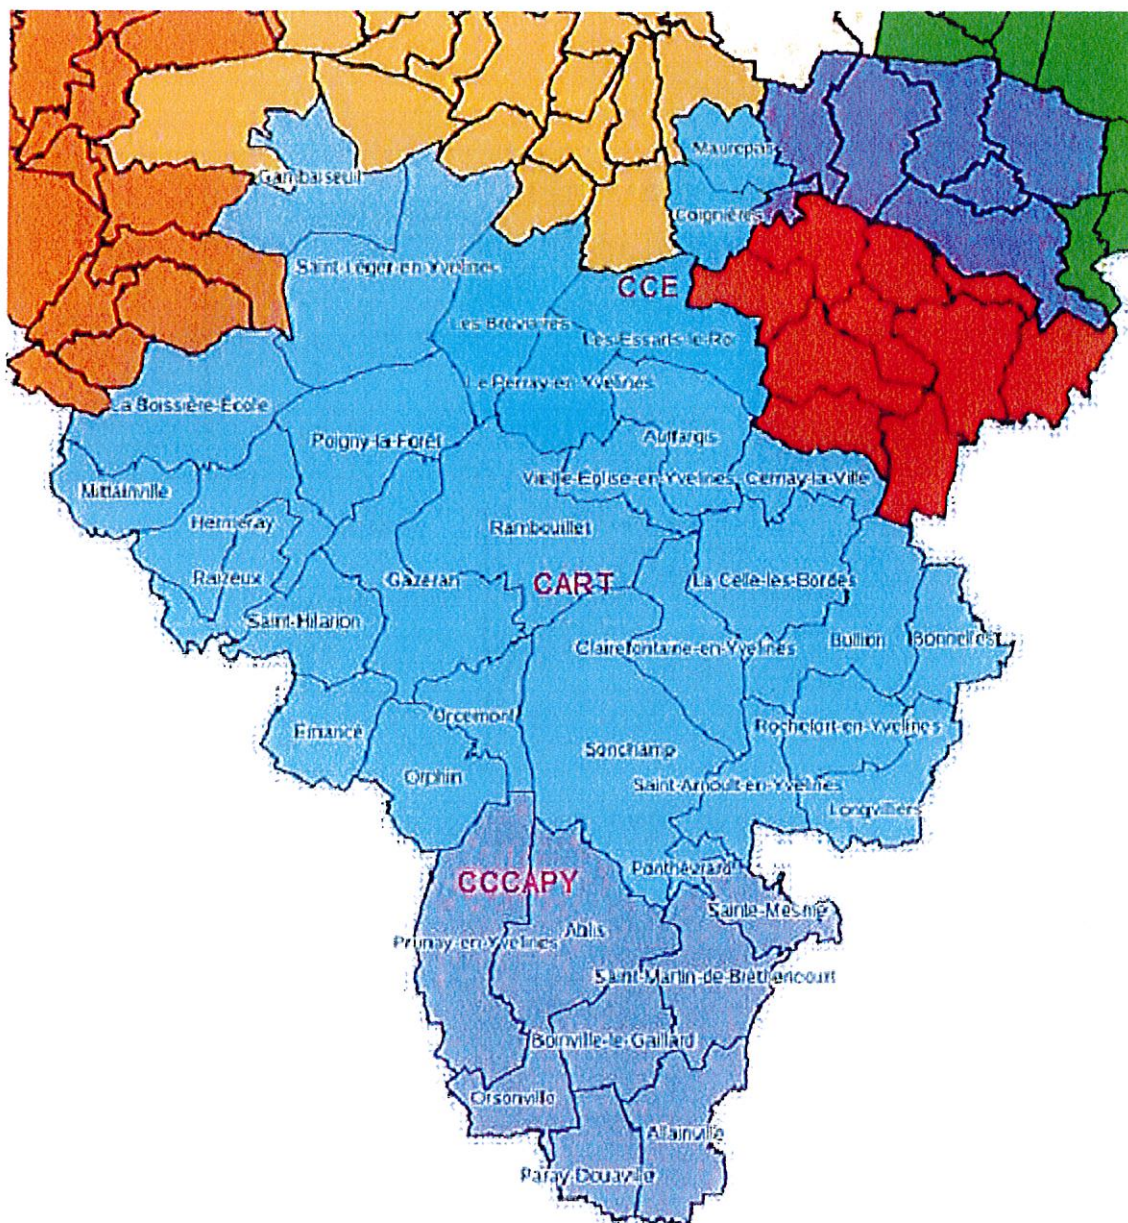 Maurepas
Gambaiseuil
Coignières
Saint-Léger-en-Yvelines
CCE
Les Bréviaires
Les-Essarts-le-Roi
Le Perray-en-Yvelines
La Boissière-École
Poigny-la-Forêt
Auffargis
Vieille-Église-en-Yvelines
Cernay-la-Ville
Mittainville
Hermeray
Rambouillet
Raizeux
Gazeran
CART
La Celle-les-Bordes
Saint-Hilarion
Clairefontaine-en-Yvelines
Bullion
Bonnelles
Orcemont
Émancé
Rochefort-en-Yvelines
Sonchamp
Orphin
Saint-Arnoult-en-Yvelines
Longvilliers
Ponthévrard
CCCAPY
Sainte-Mesme
Ablis
Prunay-en-Yvelines
Saint-Martin-de-Bréthencourt
Boinville-le-Gaillard
Orsonville
Allainville
Paray-Douaville